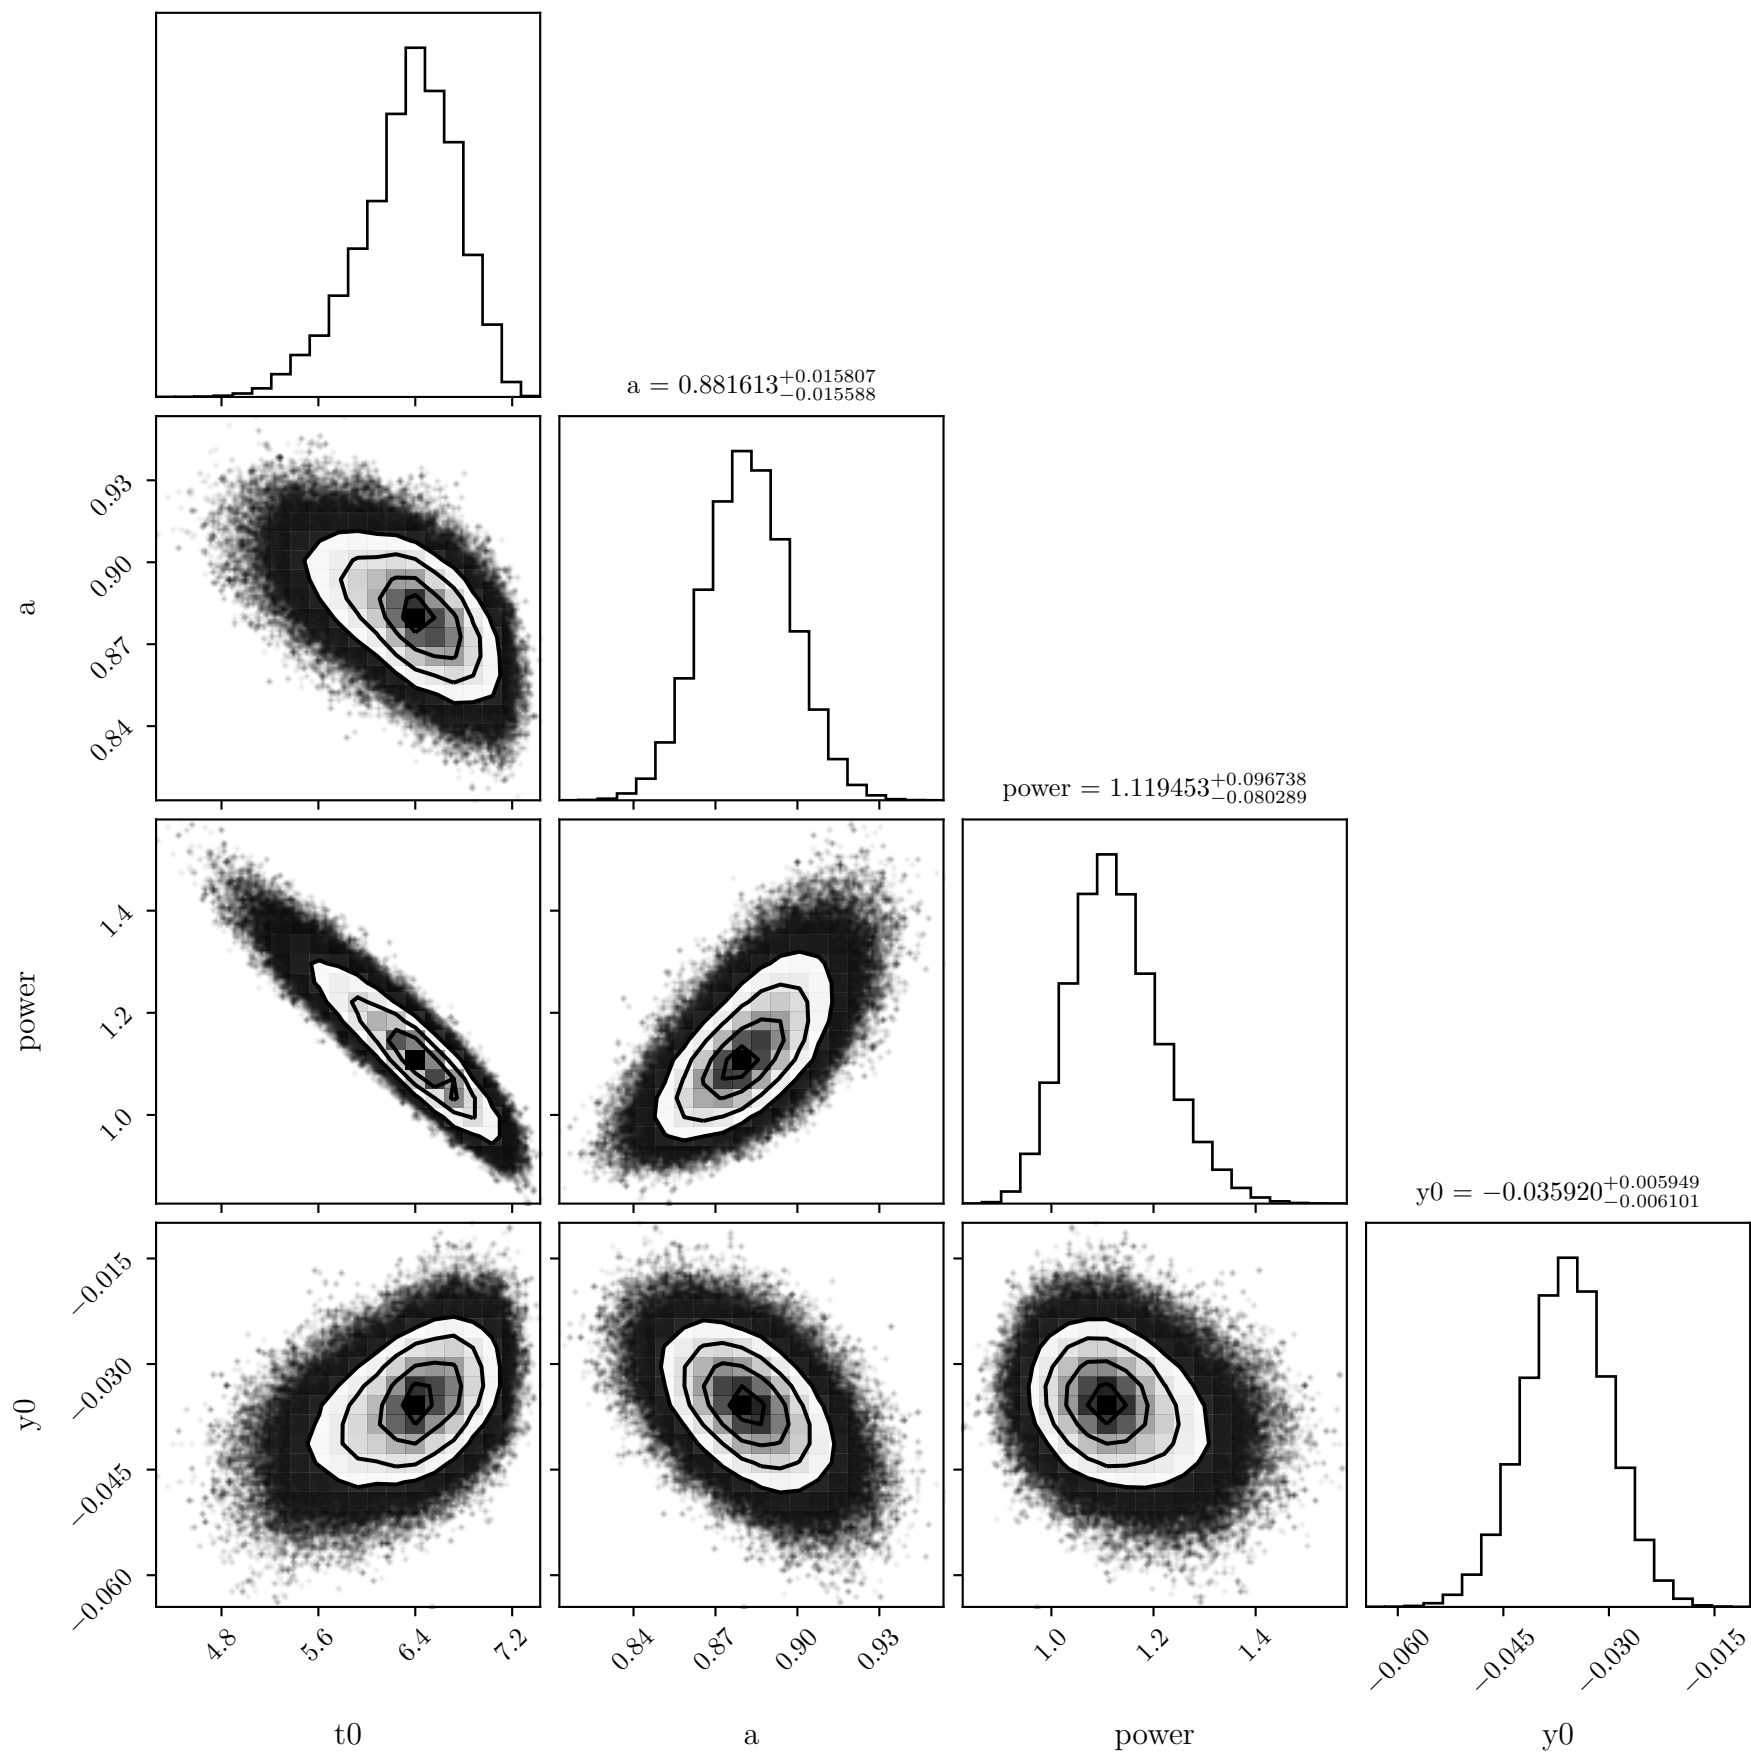 a = 0.881613+0.015807−0.015588
0.93
0.90
0.87
0.84
a
power = 1.119453+0.096738−0.080289
1.4
1.2
1.0
power
y0 = −0.035920+0.005949−0.006101
−0.015
−0.030
−0.045
−0.060
y0
4.8 5.6 6.4 7.2 0.84 0.87 0.90 0.93 1.0 1.2 1.4 −0.060 −0.045 −0.030 −0.015
t0 a power y0